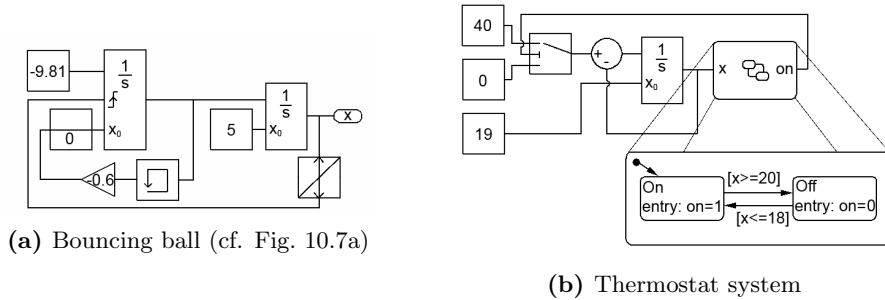 -9.81
1
s
x₀
0
-0.6
5
1
s
x₀
x
(a) Bouncing ball (cf. Fig. 10.7a)
40
0
19
+
-
1
s
x₀
x
on
On
entry: on=1
[x>=20]
[x<=18]
Off
entry: on=0
(b) Thermostat system